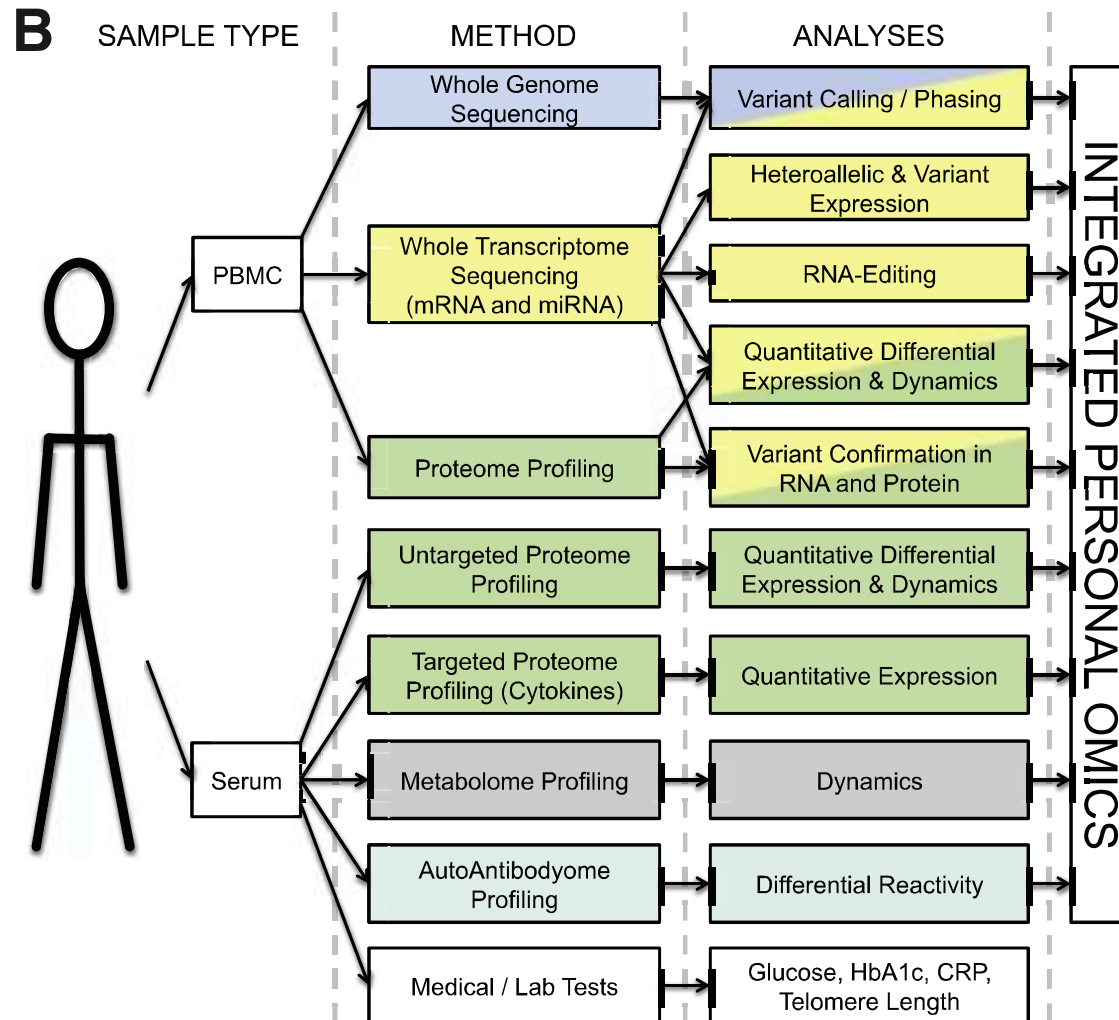 B
SAMPLE TYPE
METHOD
ANALYSES
PBMC
Serum
Whole Genome
Sequencing
Whole Transcriptome
Sequencing
(mRNA and miRNA)
Proteome Profiling
Untargeted Proteome
Profiling
Targeted Proteome
Profiling (Cytokines)
Metabolome Profiling
AutoAntibodyome
Profiling
Medical / Lab Tests
Variant Calling / Phasing
Heteroallelic & Variant
Expression
RNA-Editing
Quantitative Differential
Expression & Dynamics
Variant Confirmation in
RNA and Protein
Quantitative Differential
Expression & Dynamics
Quantitative Expression
Dynamics
Differential Reactivity
Glucose, HbA1c, CRP,
Telomere Length
INTEGRATED PERSONAL OMICS